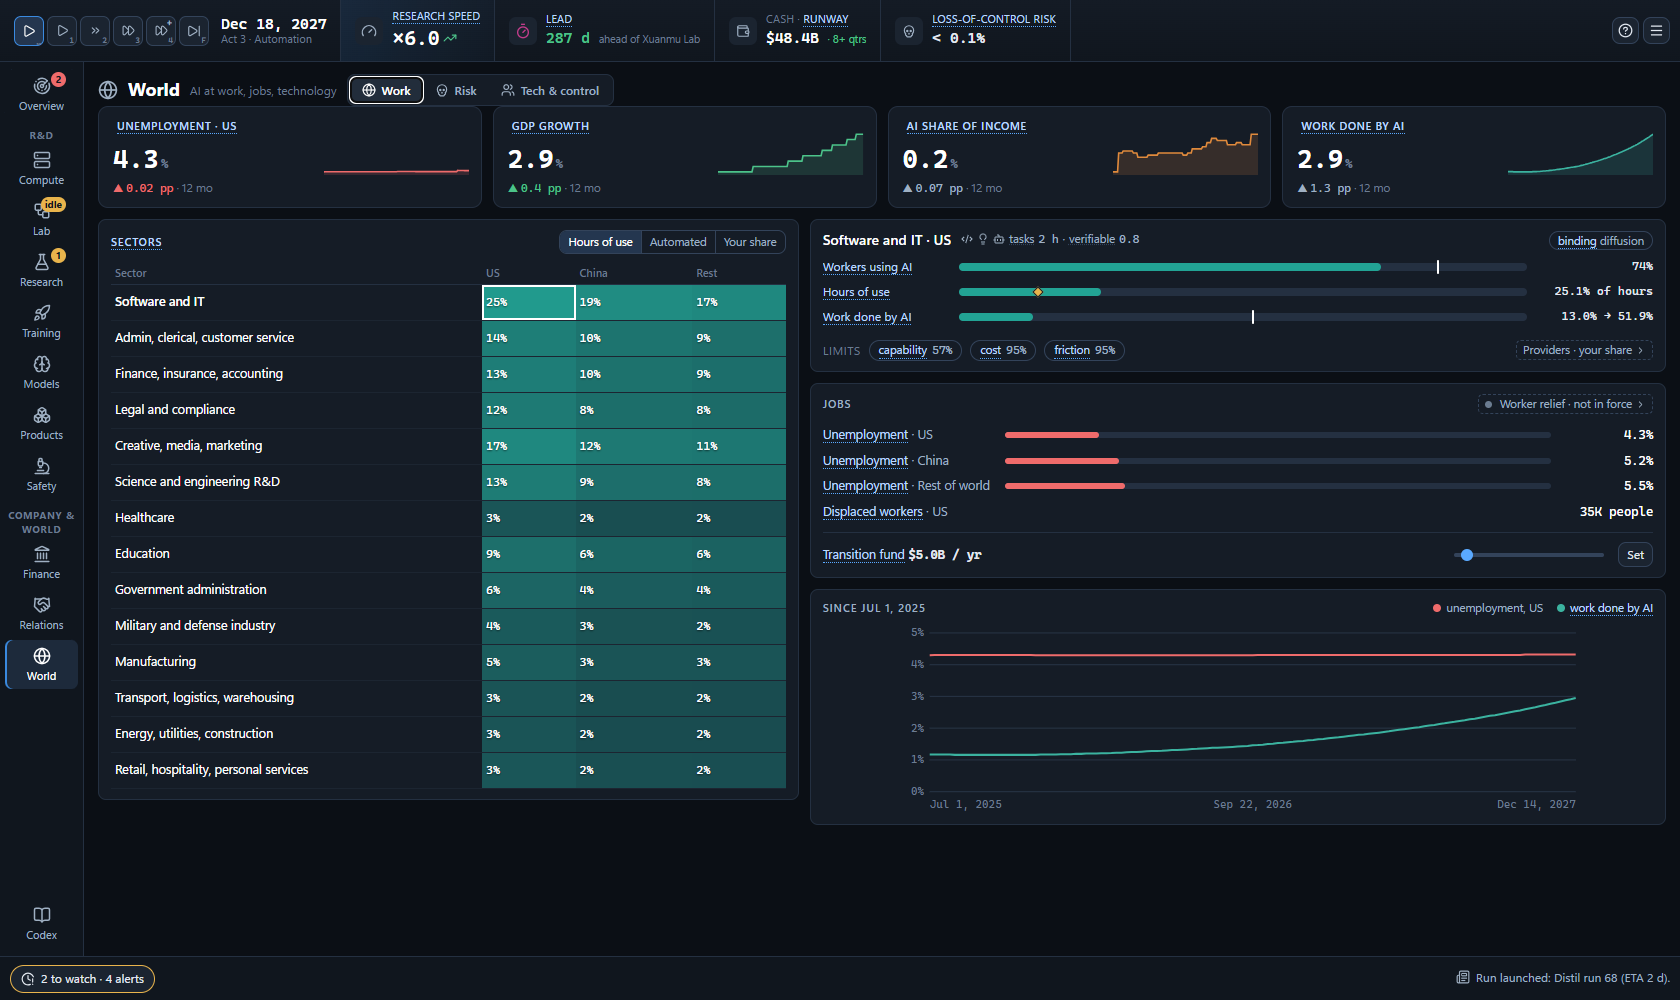 1
2
3
4
F
Dec 18, 2027
Act 3 · Automation
RESEARCH SPEED
×6.0
LEAD
287 d ahead of Xuanmu Lab
CASH · RUNWAY
$48.4B · 8+ qtrs
LOSS-OF-CONTROL RISK
< 0.1%
2
Overview
R&D
Compute
idle
Lab
1
Research
Training
Models
Products
Safety
COMPANY &
WORLD
Finance
Relations
World
Codex
World AI at work, jobs, technology
Work
Risk
Tech & control
UNEMPLOYMENT · US
4.3%
▲ 0.02 pp · 12 mo
GDP GROWTH
2.9%
▲ 0.4 pp · 12 mo
AI SHARE OF INCOME
0.2%
▲ 0.07 pp · 12 mo
WORK DONE BY AI
2.9%
▲ 1.3 pp · 12 mo
SECTORS
Hours of use Automated Your share
Sector US China Rest
Software and IT 25% 19% 17%
Admin, clerical, customer service 14% 10% 9%
Finance, insurance, accounting 13% 10% 9%
Legal and compliance 12% 8% 8%
Creative, media, marketing 17% 12% 11%
Science and engineering R&D 13% 9% 8%
Healthcare 3% 2% 2%
Education 9% 6% 6%
Government administration 6% 4% 4%
Military and defense industry 4% 3% 2%
Manufacturing 5% 3% 3%
Transport, logistics, warehousing 3% 2% 2%
Energy, utilities, construction 3% 2% 2%
Retail, hospitality, personal services 3% 2% 2%
Software and IT · US tasks 2 h · verifiable 0.8
binding diffusion
Workers using AI 74%
Hours of use 25.1% of hours
Work done by AI 13.0% → 51.9%
LIMITS capability 57% cost 95% friction 95%
Providers · your share ›
JOBS
Worker relief · not in force ›
Unemployment · US 4.3%
Unemployment · China 5.2%
Unemployment · Rest of world 5.5%
Displaced workers · US 35K people
Transition fund $5.0B / yr
Set
SINCE JUL 1, 2025
unemployment, US
work done by AI
5%
4%
3%
2%
1%
0%
Jul 1, 2025
Sep 22, 2026
Dec 14, 2027
2 to watch · 4 alerts
Run launched: Distil run 68 (ETA 2 d).